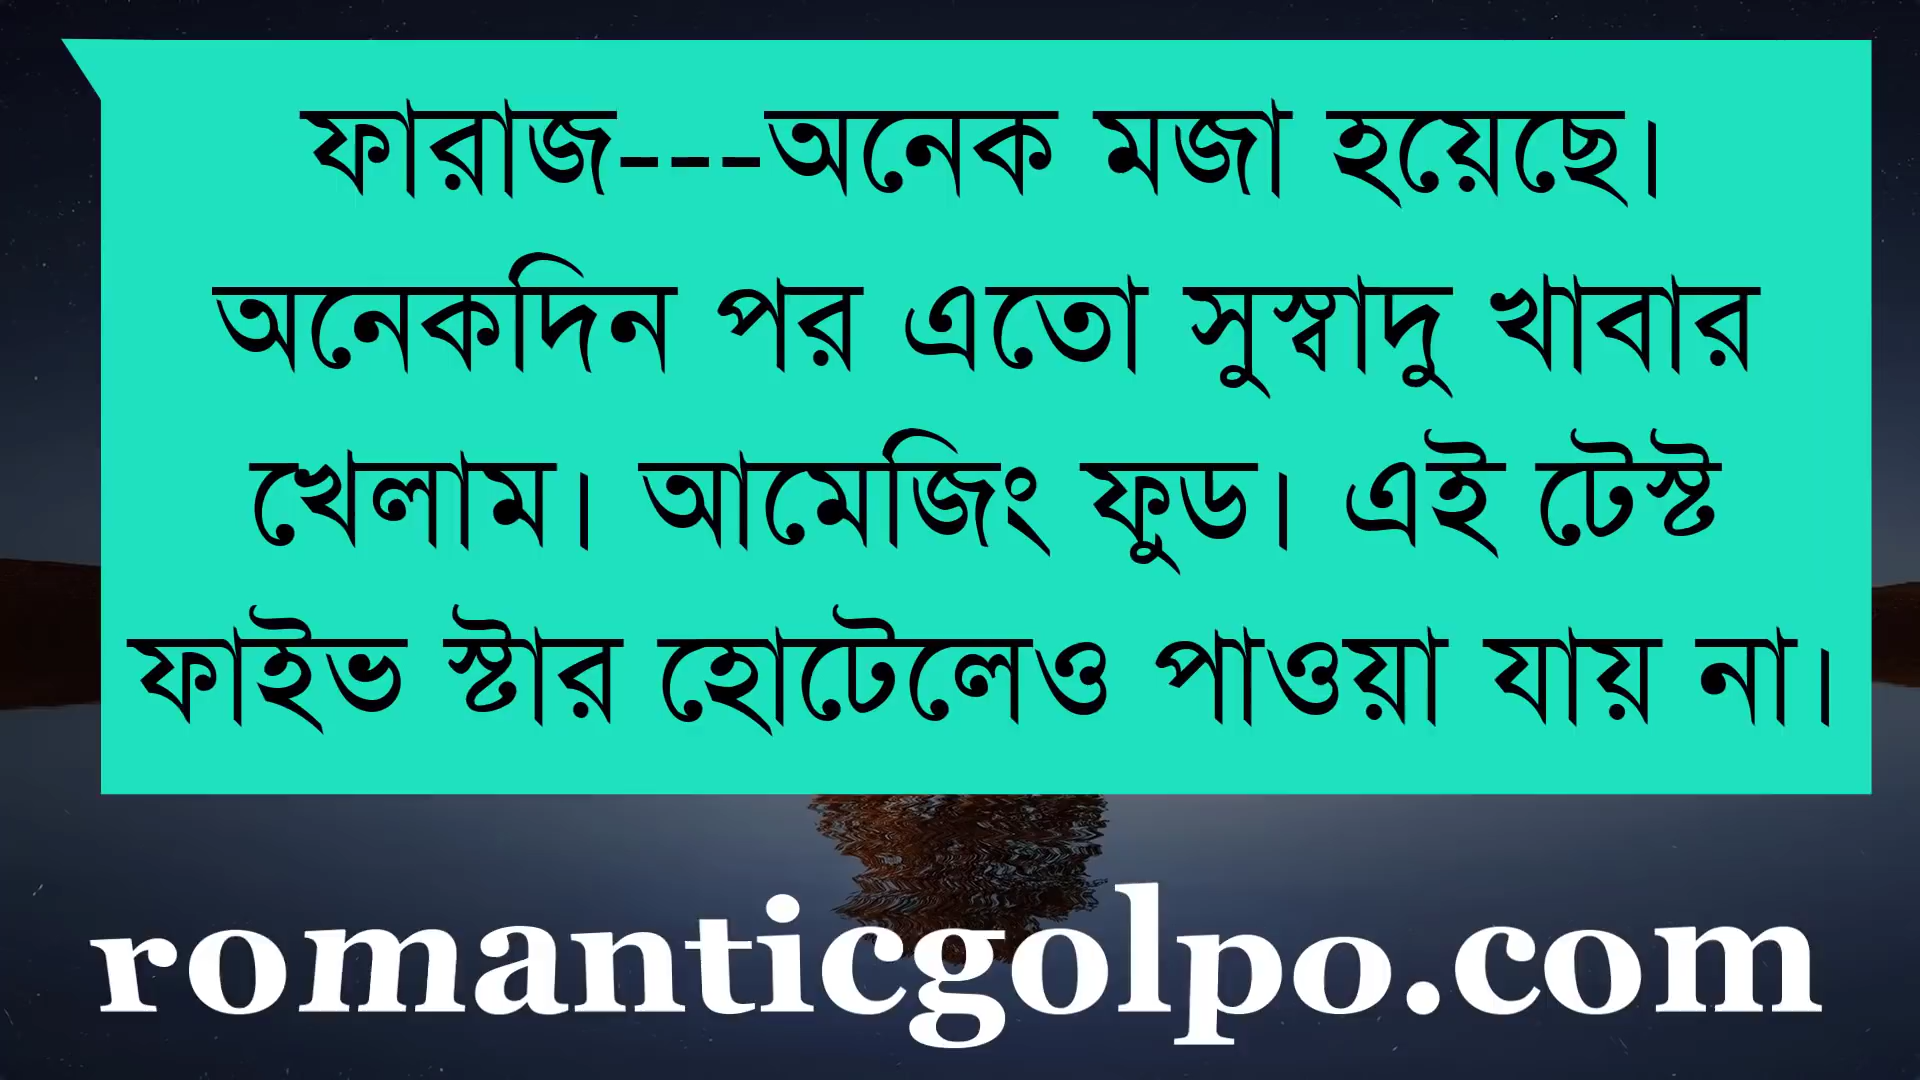 ফারাজ---অনেক মজা হয়েছে।
অনেকদিন পর এতো সুস্বাদু খাবার
খেলাম। আমেজিং ফুড। এই টেস্ট
ফাইভ স্টার হোটেলেও পাওয়া যায় না।
romanticgolpo.com